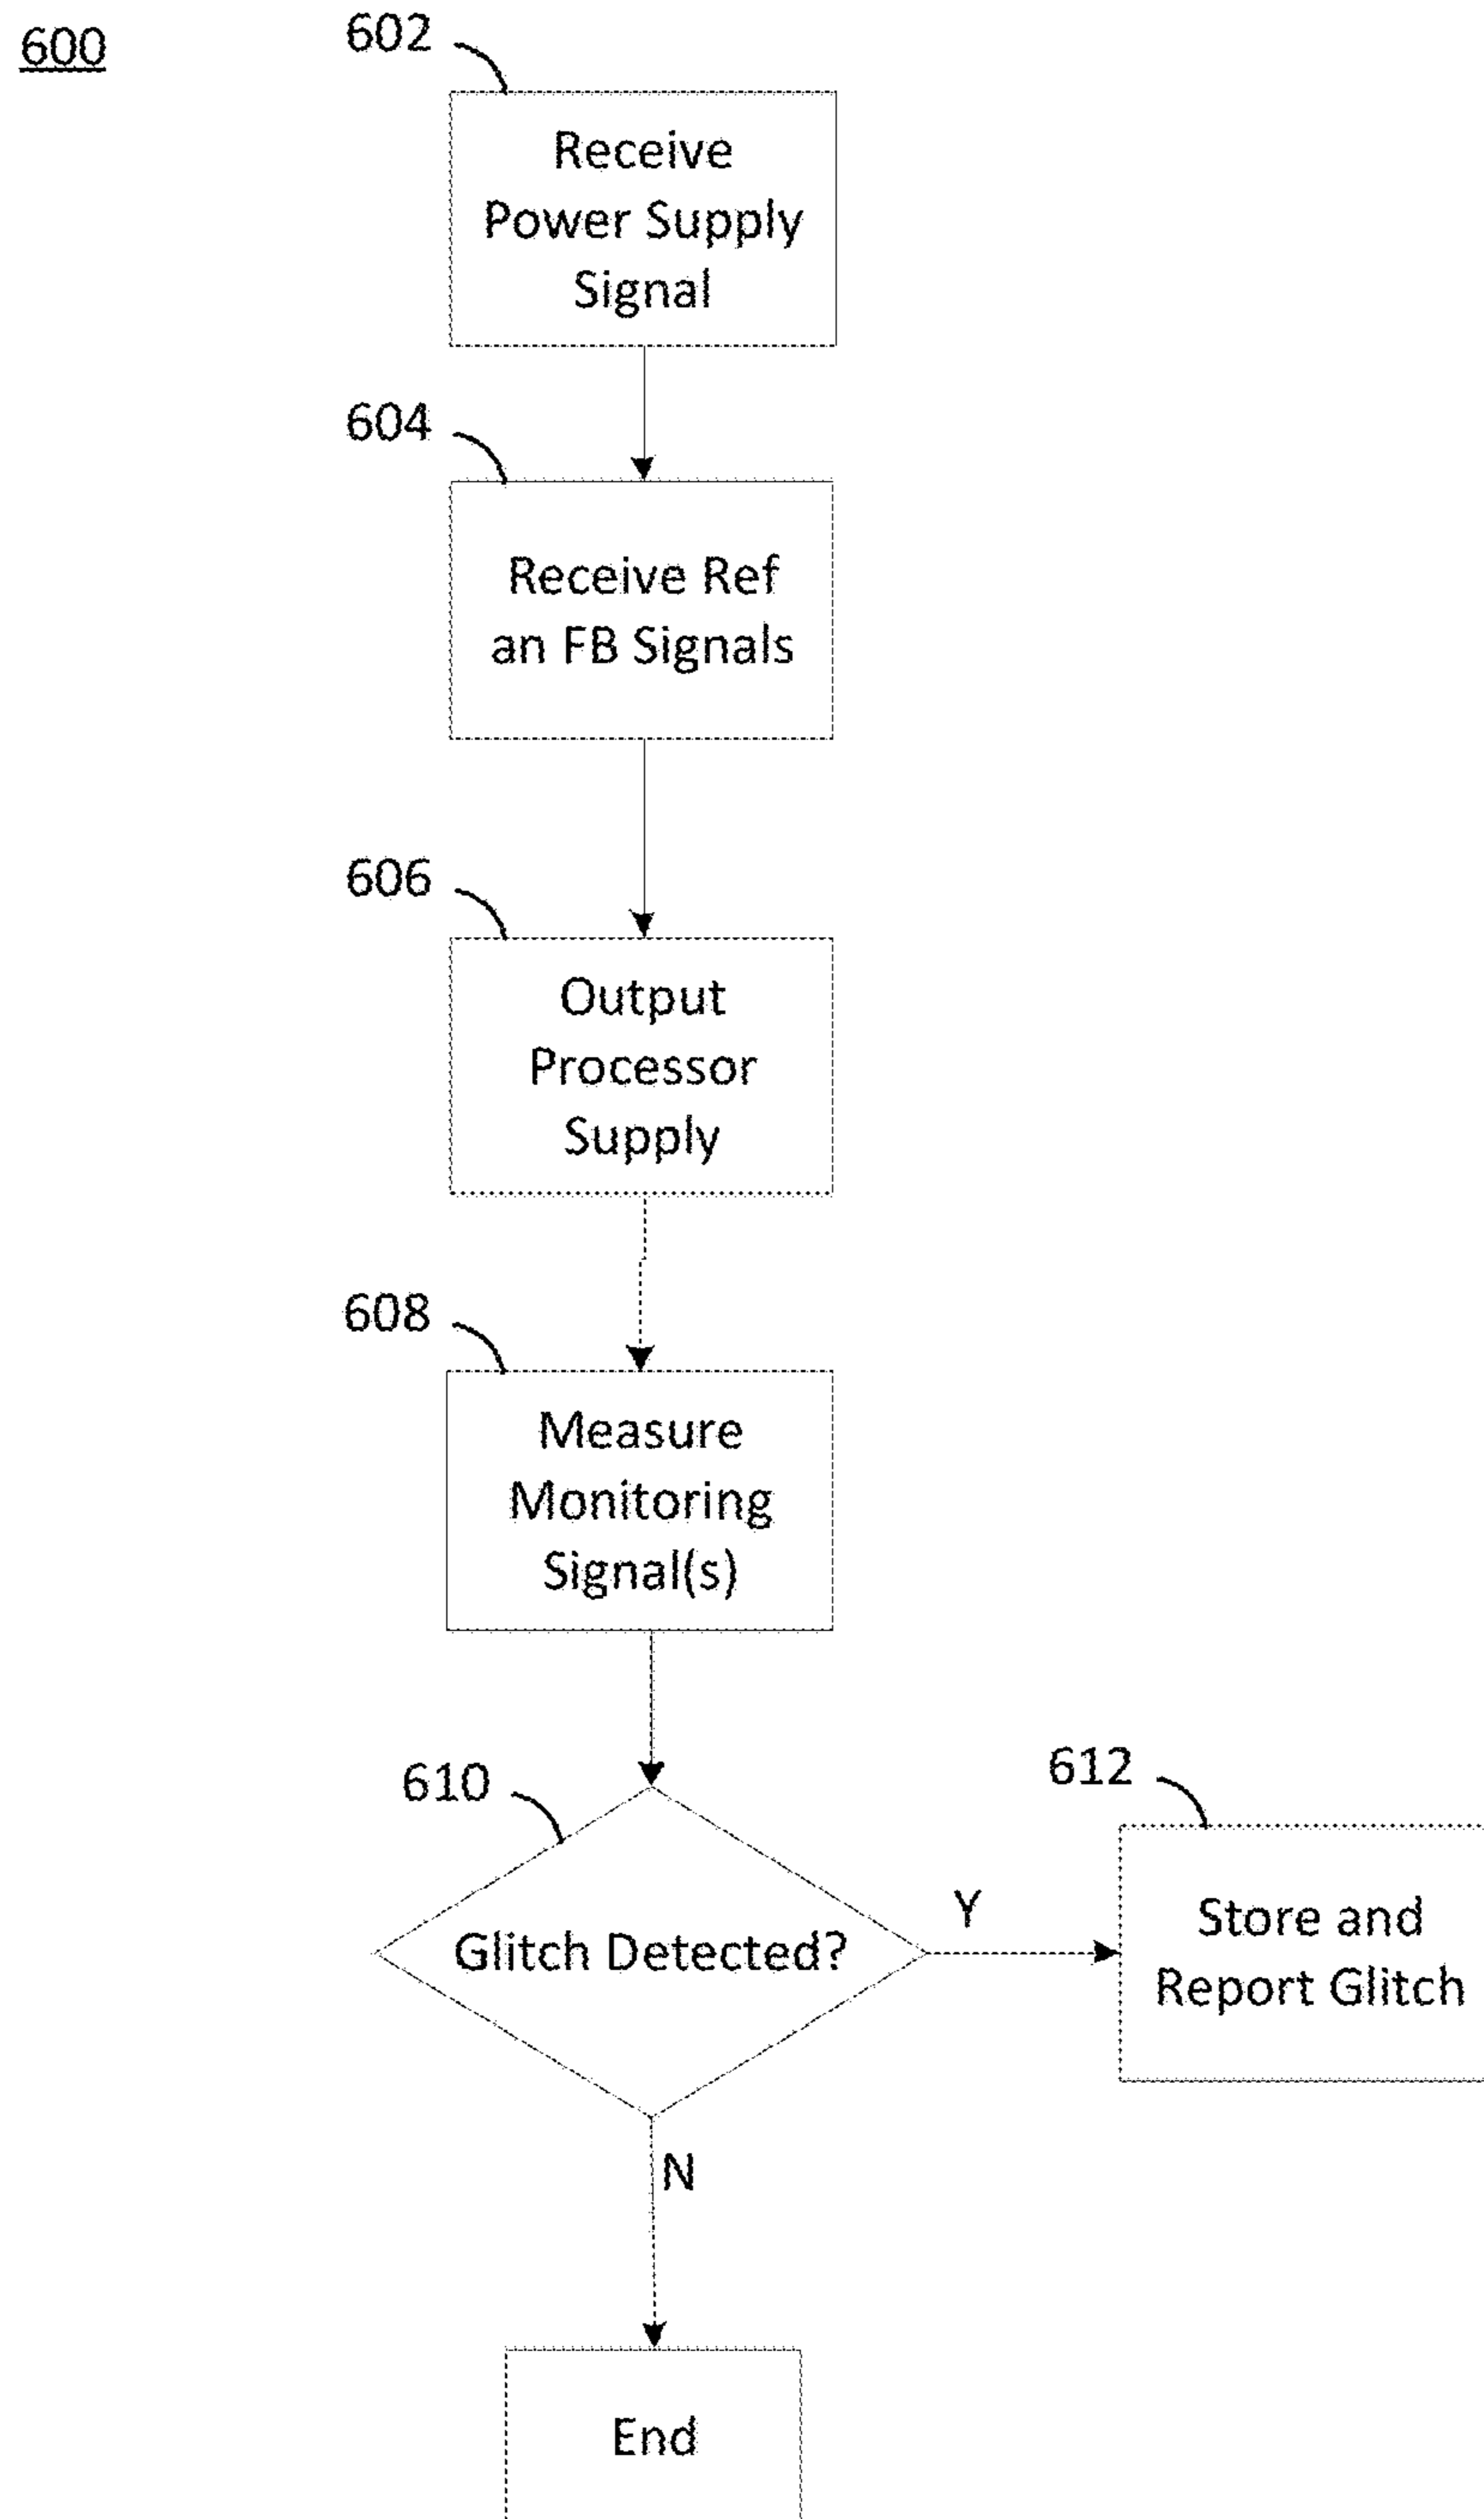 600
602
Receive
Power Supply
Signal
604
Receive Ref
an FB Signals
606
Output
Processor
Supply
608
Measure
Monitoring
Signal(s)
610
Glitch Detected?
Y
612
Store and
Report Glitch
N
End